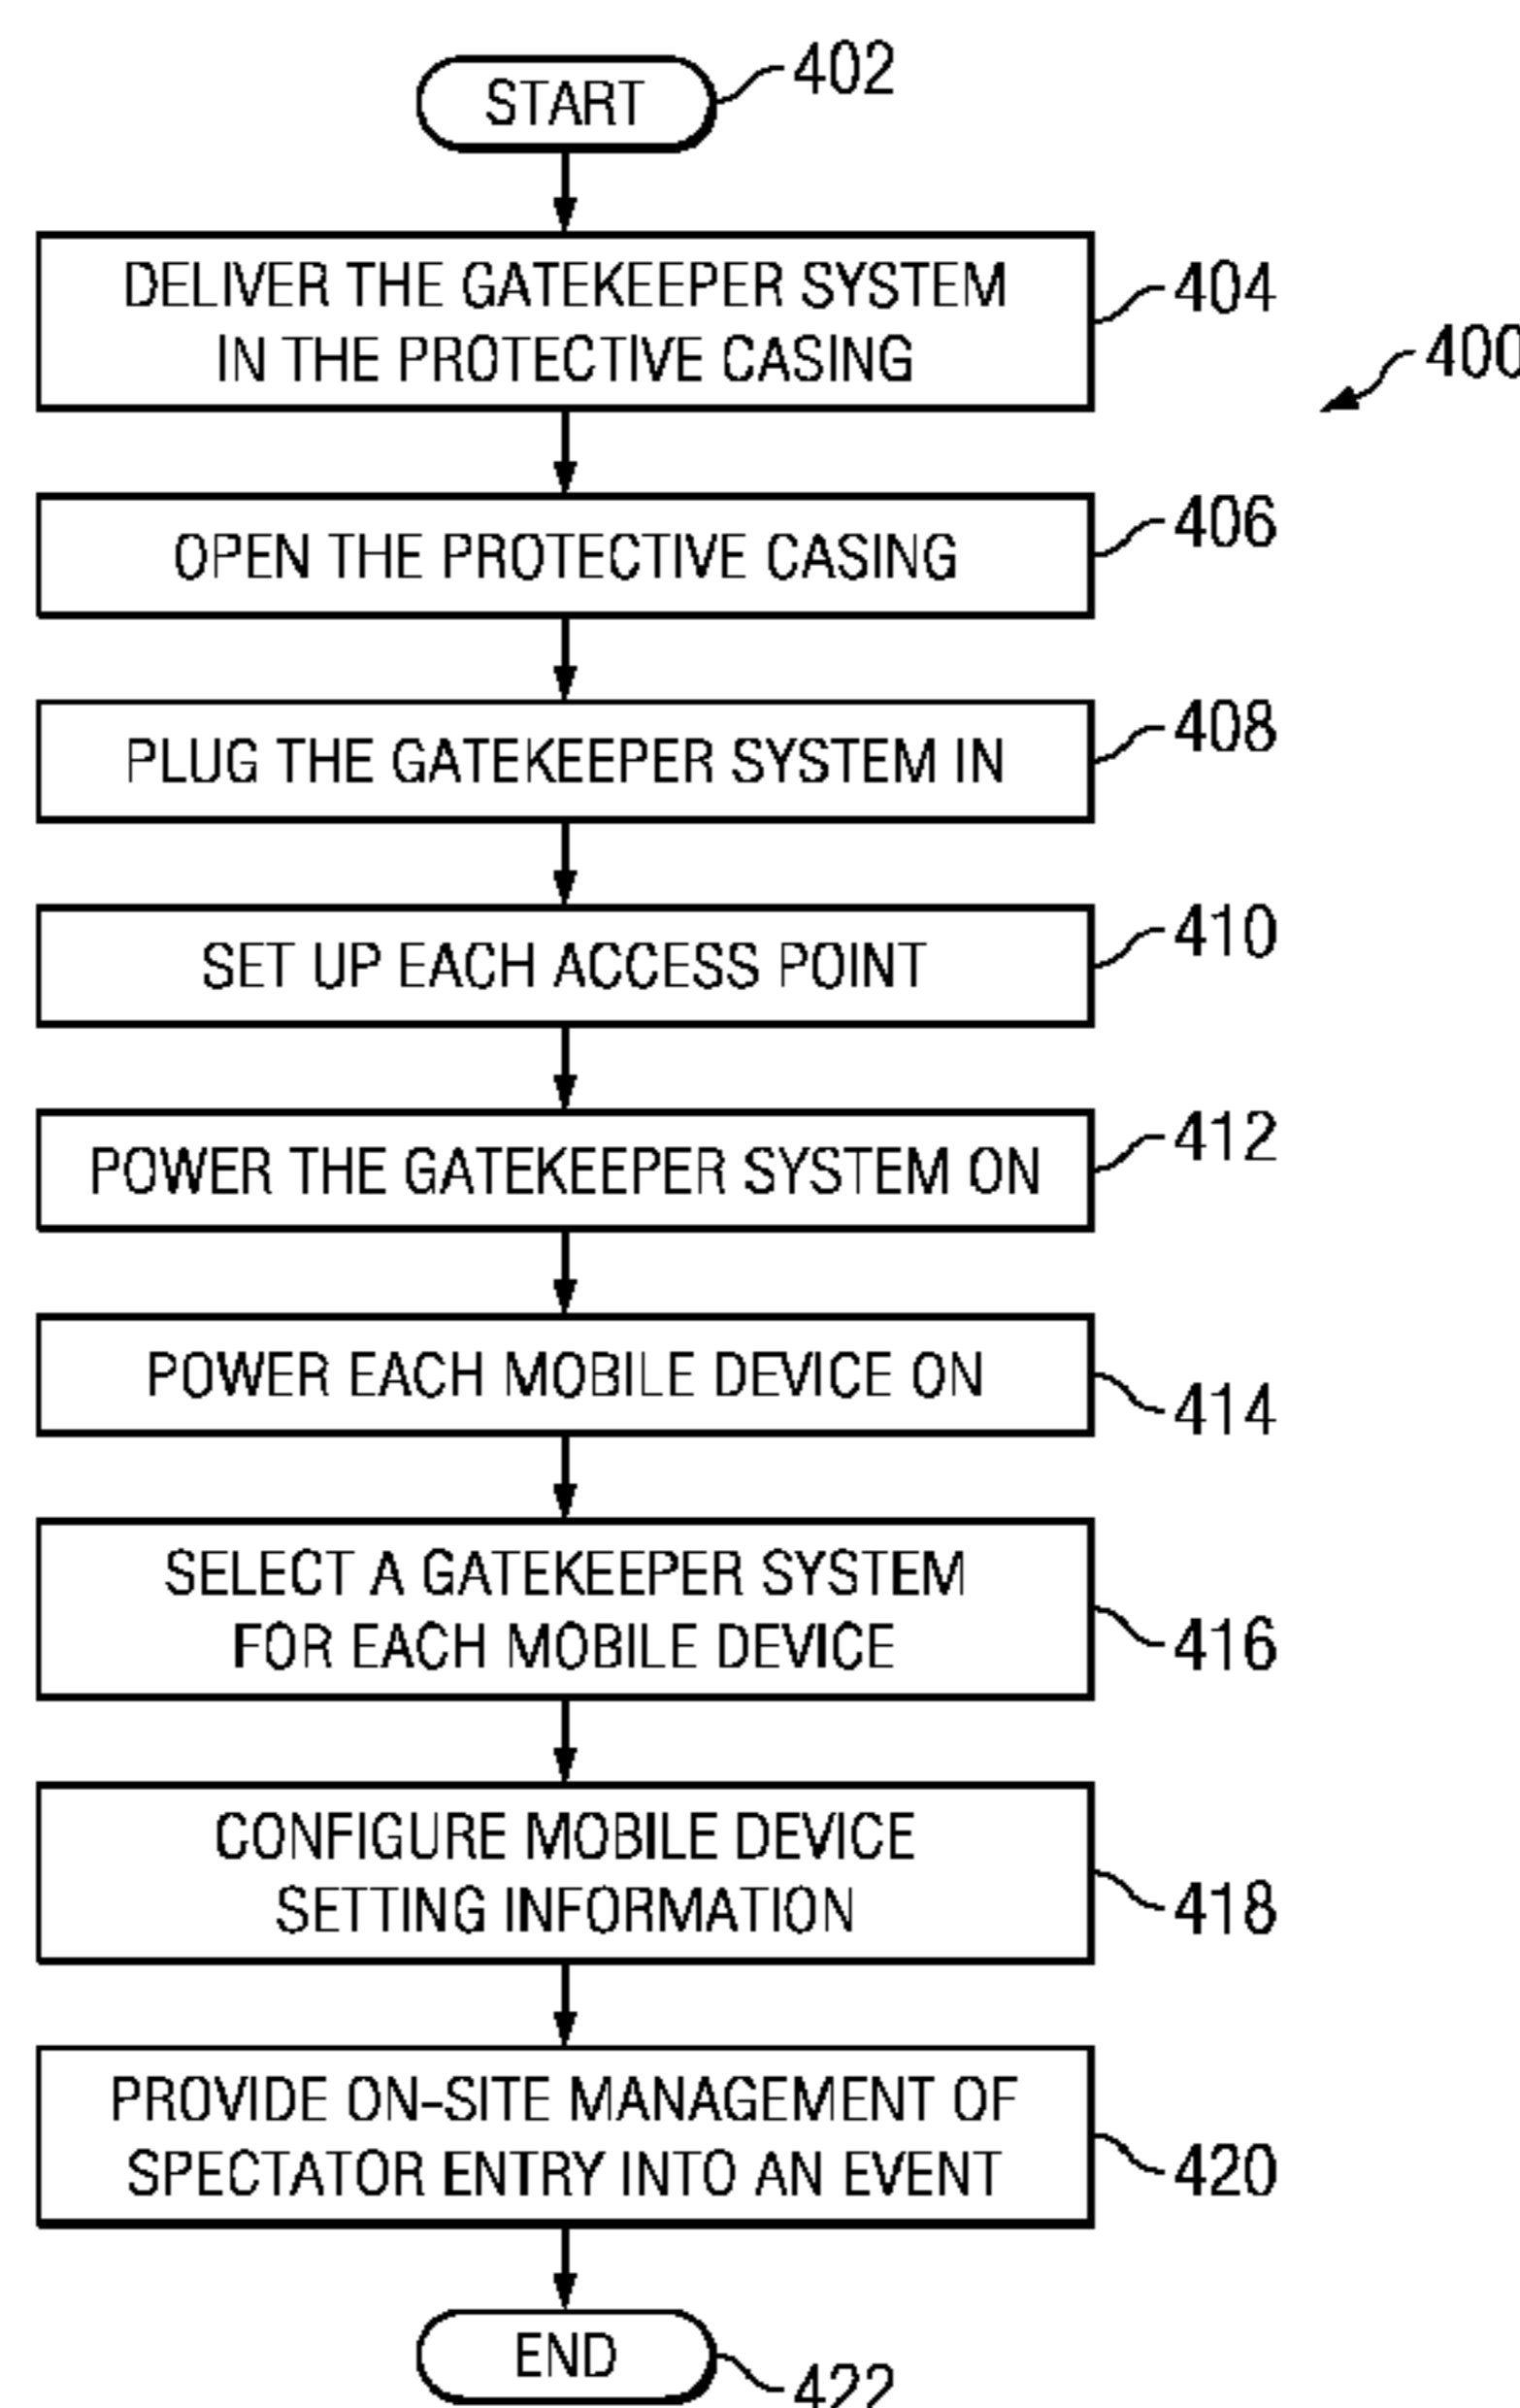 START
402
DELIVER THE GATEKEEPER SYSTEM
IN THE PROTECTIVE CASING
404
400
OPEN THE PROTECTIVE CASING
406
PLUG THE GATEKEEPER SYSTEM IN
408
SET UP EACH ACCESS POINT
410
POWER THE GATEKEEPER SYSTEM ON
412
POWER EACH MOBILE DEVICE ON
414
SELECT A GATEKEEPER SYSTEM
FOR EACH MOBILE DEVICE
416
CONFIGURE MOBILE DEVICE
SETTING INFORMATION
418
PROVIDE ON-SITE MANAGEMENT OF
SPECTATOR ENTRY INTO AN EVENT
420
END
422